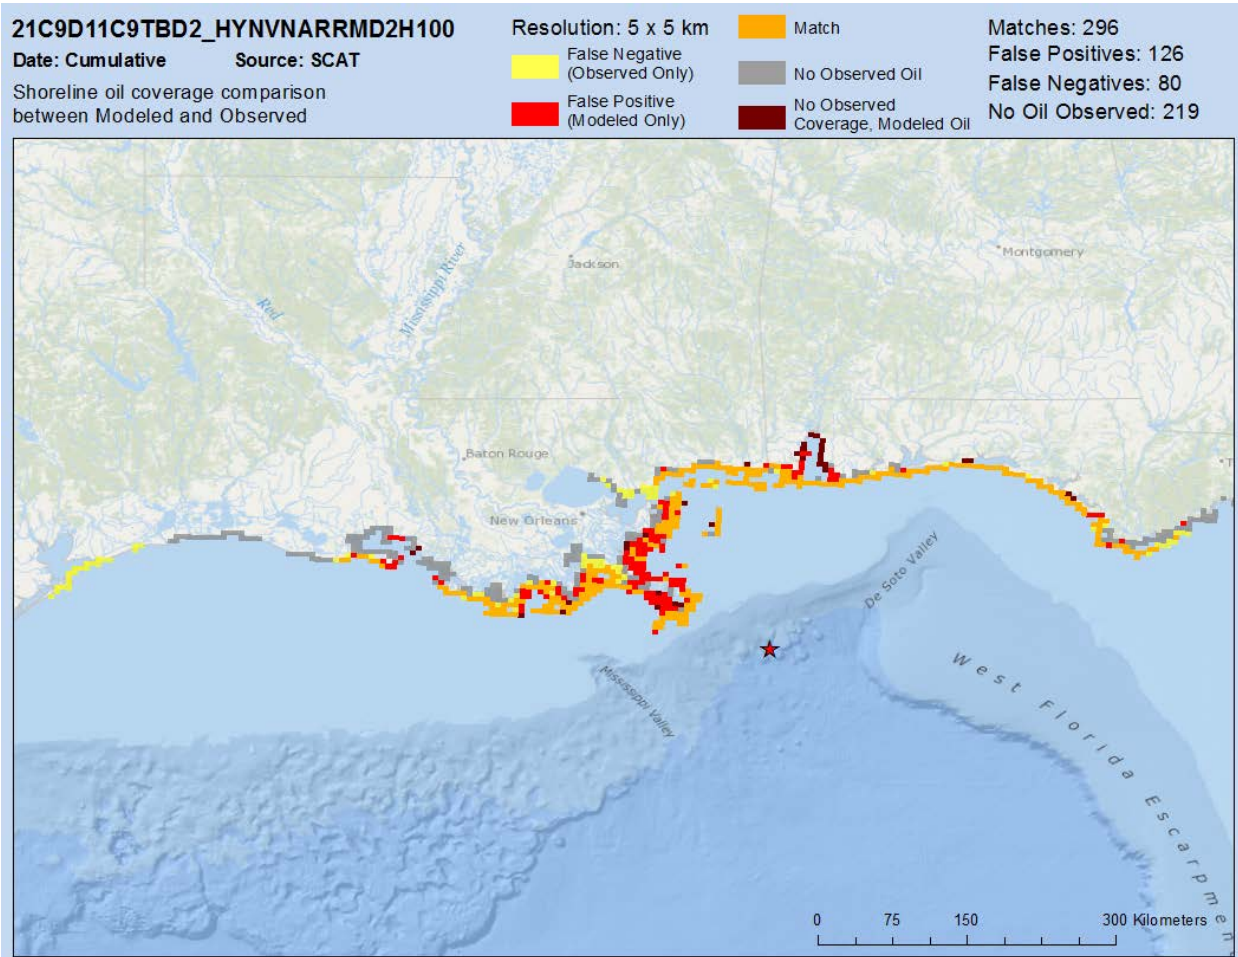 21C9D11C9TBD2_HYNVNARRMD2H100
Date: Cumulative Source: SCAT
Shoreline oil coverage comparison
between Modeled and Observed
Resolution: 5 x 5 km
False Negative
(Observed Only)
False Positive
(Modeled Only)
Match
No Observed Oil
No Observed
Coverage, Modeled Oil
Matches: 296
False Positives: 126
False Negatives: 80
No Oil Observed: 219
Montgomery
Jackson
Mississippi River
Red
Baton Rouge
T
New Orleans
De Soto Valley
Mississippi Valley
West Florida Escarpmen
0 75 150 300 Kilometers